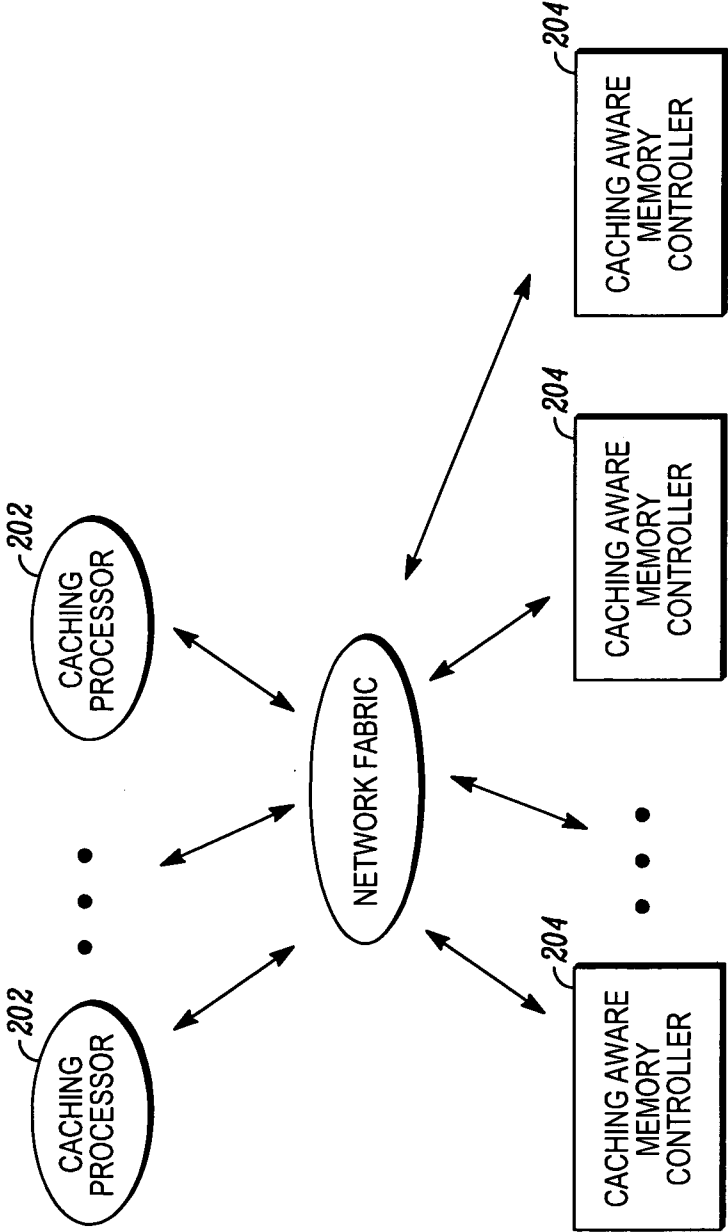 202
CACHING
PROCESSOR
202
CACHING
PROCESSOR
NETWORK FABRIC
204
CACHING AWARE
MEMORY
CONTROLLER
204
CACHING AWARE
MEMORY
CONTROLLER
204
CACHING AWARE
MEMORY
CONTROLLER